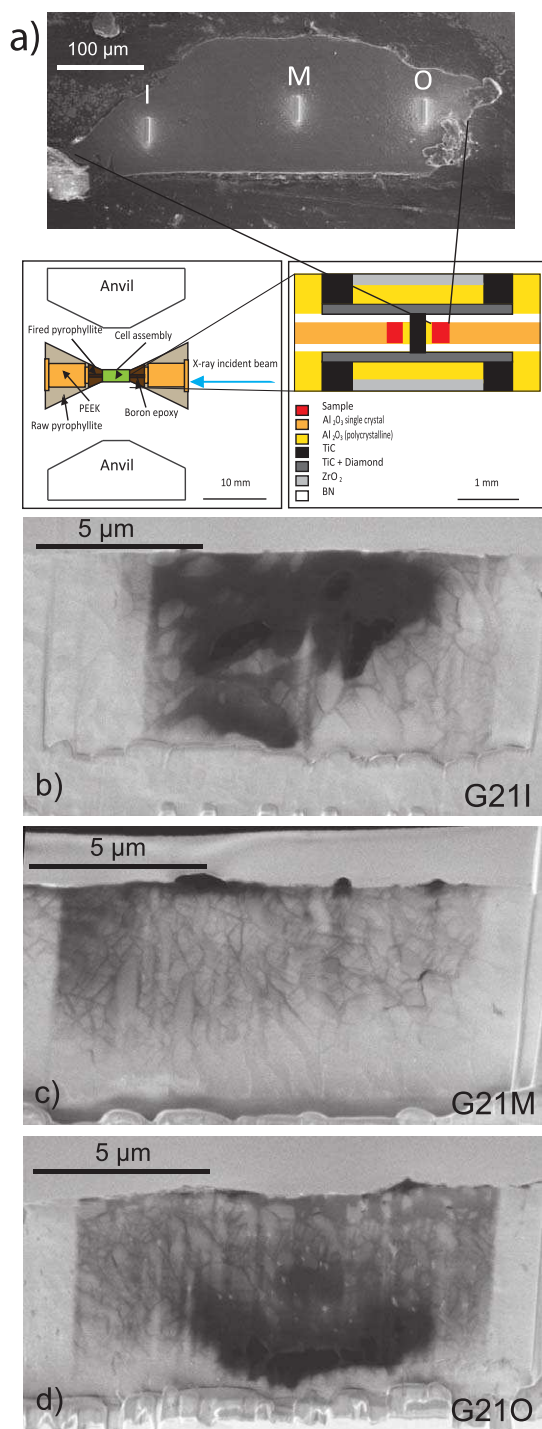 a)
100 µm
I
M
O
Anvil
Fired pyrophyllite
Cell assembly
X-ray incident beam
PEEK
Boron epoxy
Raw pyrophyllite
Anvil
10 mm
Sample
Al 2O3 single crystal
Al 2O3 (polycrystalline)
TiC
TiC + Diamond
ZrO 2
BN
1 mm
5 µm
b)
G21I
5 µm
c)
G21M
5 µm
d)
G21O